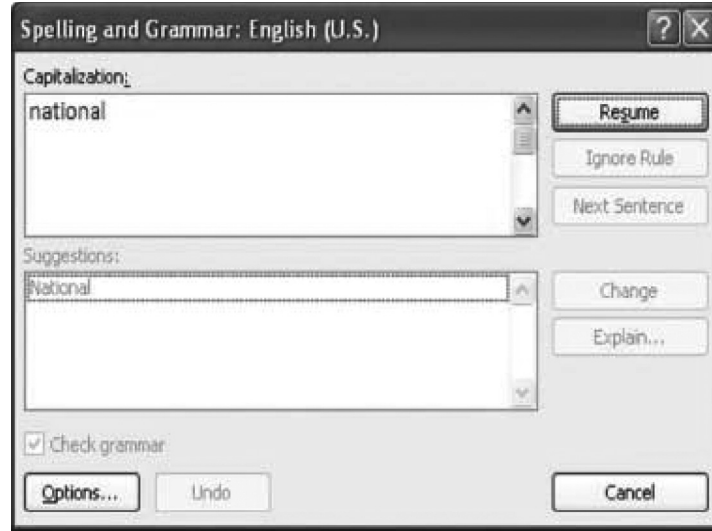 Spelling and Grammar: English (U.S.)
Capitalization:
national
Resume
Ignore Rule
Next Sentence
Suggestions:
National
Change
Explain...
Check grammar
Options...
Undo
Cancel